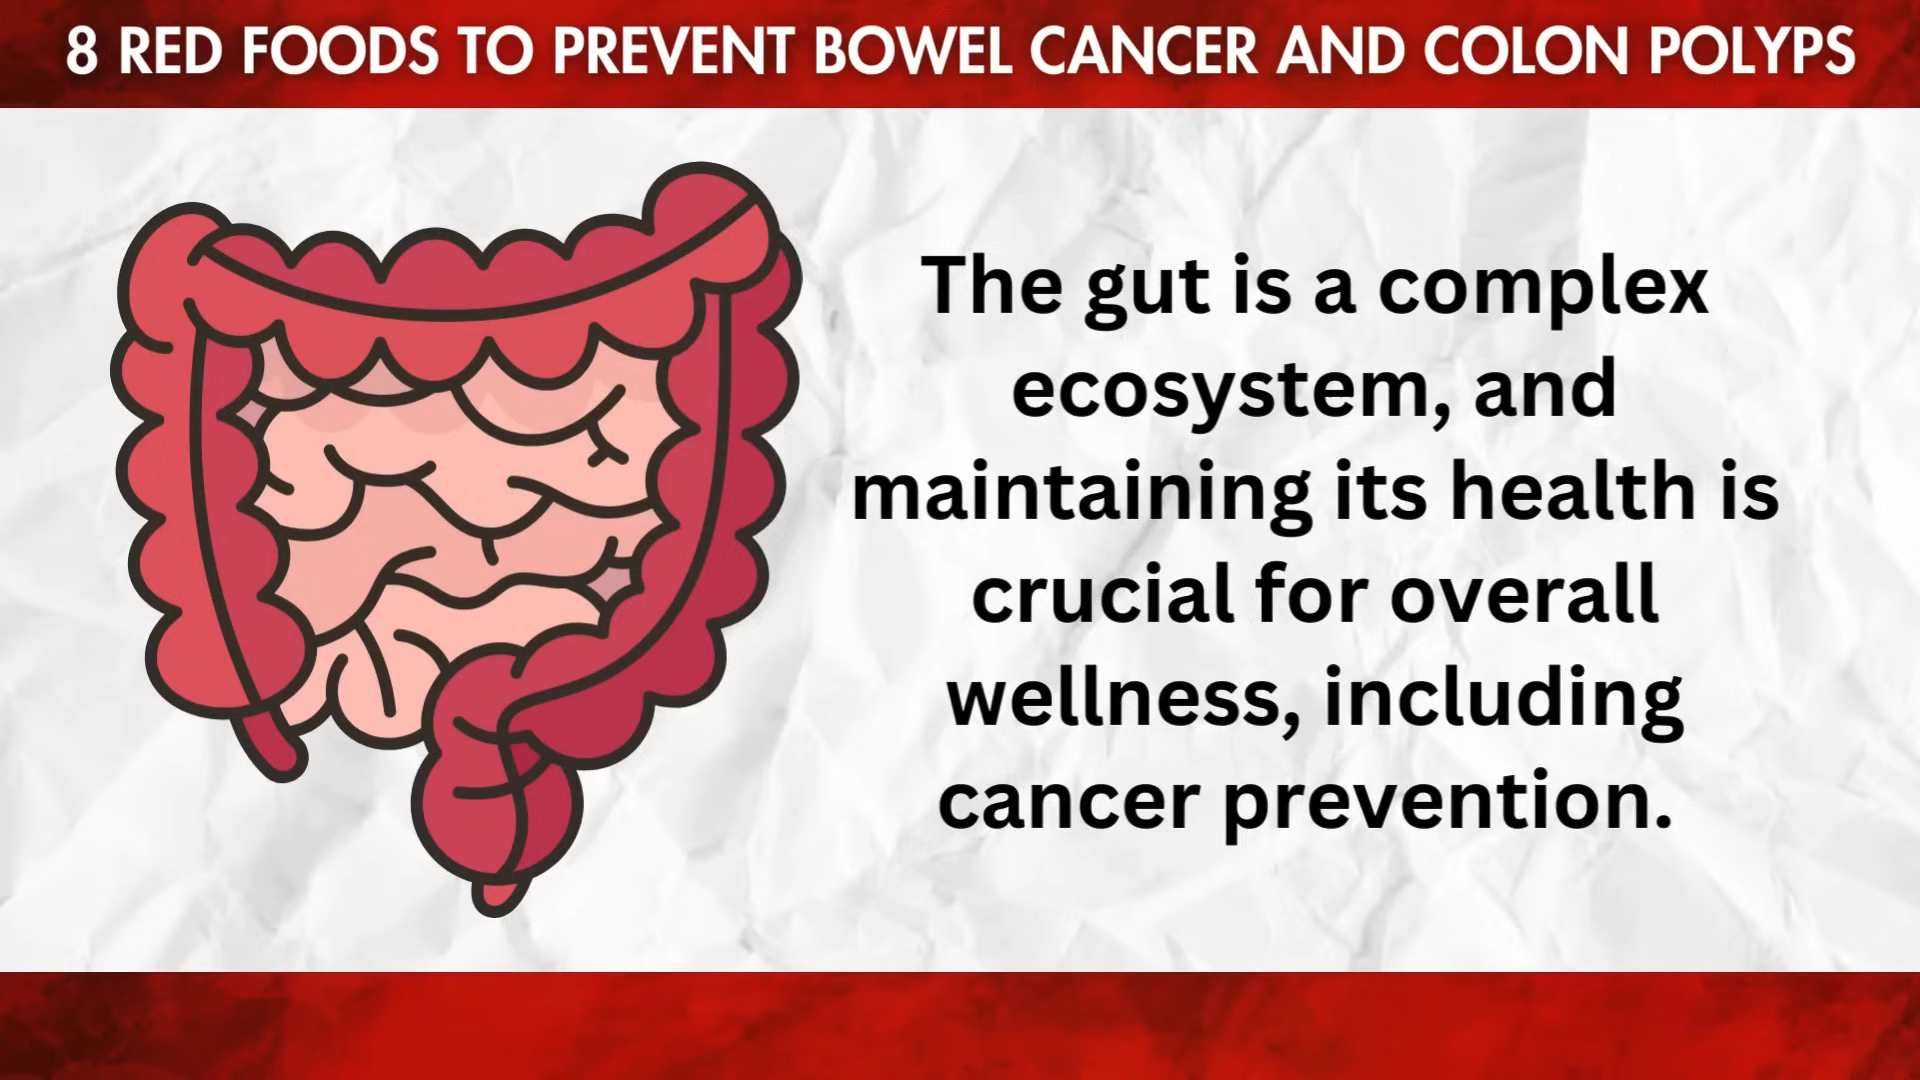 8 RED FOODS TO PREVENT BOWEL CANCER AND COLON POLYPS
The gut is a complex
ecosystem, and
maintaining its health is
crucial for overall
wellness, including
cancer prevention.